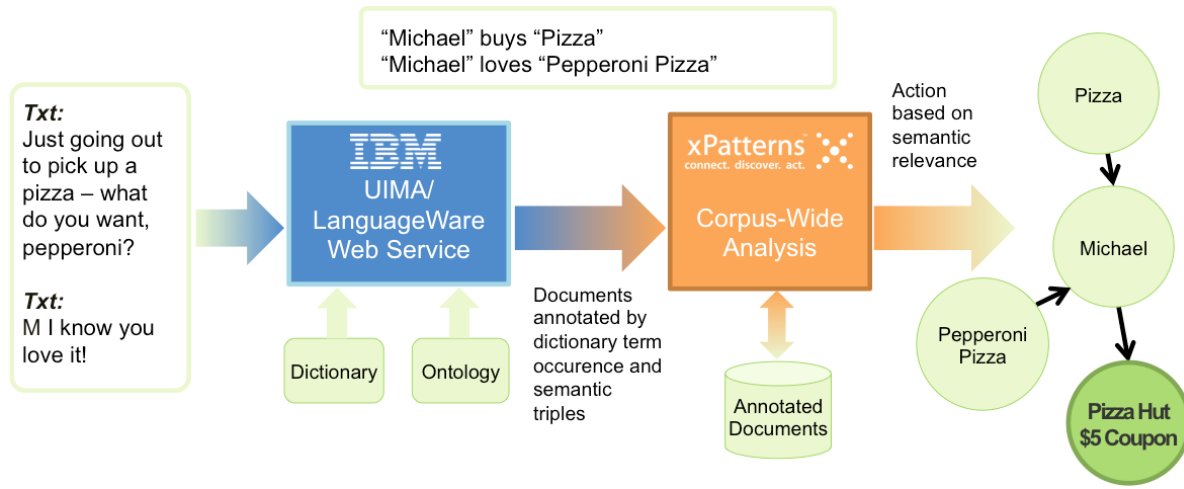 “Michael” buys “Pizza”
“Michael” loves “Pepperoni Pizza”
Txt:
Just going out
to pick up a
pizza – what
do you want,
pepperoni?
Txt:
M I know you
love it!
IBM
UIMA/
LanguageWare
Web Service
Dictionary
Ontology
Documents
annotated by
dictionary term
occurence and
semantic
triples
xPatterns
connect. discover. act.
Corpus-Wide
Analysis
Annotated
Documents
Action
based on
semantic
relevance
Pizza
Michael
Pepperoni
Pizza
Pizza Hut
$5 Coupon